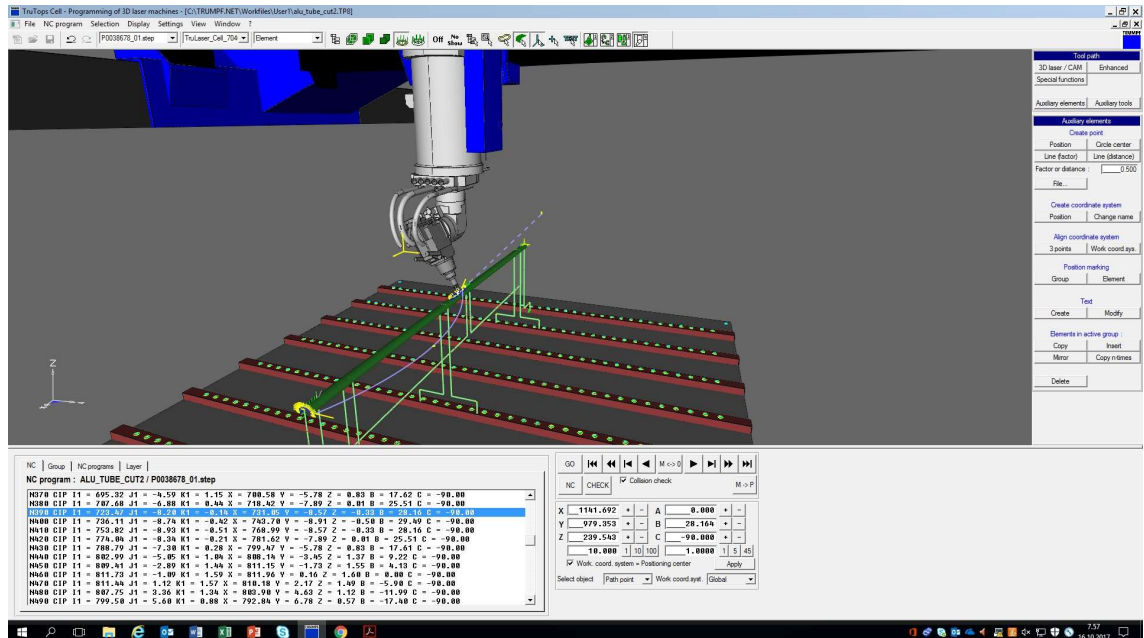 TruTops Cell - Programming of 3D laser machines - [C:\TRUMPF.NET\Workfiles\User1\alu_tube_cut2.TP8]
File NC program Selection Display Settings View Window ?
P0038678_01.step TruLaser_Cell_704 Element Off No Show
TRUMPF
Tool path
3D laser / CAM Enhanced
Special functions
Auxiliary elements Auxiliary tools
Auxiliary elements
Create point
Position Circle center
Line (factor) Line (distance)
Factor or distance : 0.500
File...
Create coordinate system
Position Change name
Align coordinate system
3 points Work coord sys.
Position marking
Group Element
Text
Create Modify
Elements in active group :
Copy Insert
Mirror Copy n-times
Delete
Z
NC Group NC programs Layer
NC program : ALU_TUBE_CUT2 / P0038678_01.step
N370 CIP I1 = 695.32 J1 = -4.59 K1 = 1.15 X = 700.58 Y = -5.78 Z = 0.83 B = 17.62 C = -90.00
N380 CIP I1 = 707.68 J1 = -6.88 K1 = 0.44 X = 718.42 Y = -7.89 Z = 0.01 B = 25.51 C = -90.00
N390 CIP I1 = 723.47 J1 = -8.20 K1 = -0.14 X = 731.05 Y = -8.57 Z = -0.33 B = 28.16 C = -90.00
N400 CIP I1 = 736.11 J1 = -8.74 K1 = -0.42 X = 743.70 Y = -8.91 Z = -0.50 B = 29.49 C = -90.00
N410 CIP I1 = 753.82 J1 = -8.93 K1 = -0.51 X = 768.99 Y = -8.57 Z = -0.33 B = 28.16 C = -90.00
N420 CIP I1 = 774.04 J1 = -8.34 K1 = -0.21 X = 781.62 Y = -7.89 Z = 0.01 B = 25.51 C = -90.00
N430 CIP I1 = 788.79 J1 = -7.30 K1 = 0.28 X = 799.47 Y = -5.78 Z = 0.83 B = 17.61 C = -90.00
N440 CIP I1 = 802.99 J1 = -5.05 K1 = 1.04 X = 808.14 Y = -3.45 Z = 1.37 B = 9.22 C = -90.00
N450 CIP I1 = 809.41 J1 = -2.89 K1 = 1.44 X = 811.15 Y = -1.73 Z = 1.55 B = 4.13 C = -90.00
N460 CIP I1 = 811.73 J1 = -1.09 K1 = 1.59 X = 811.96 Y = 0.16 Z = 1.60 B = 0.00 C = -90.00
N470 CIP I1 = 811.44 J1 = 1.12 K1 = 1.57 X = 810.18 Y = 2.17 Z = 1.49 B = -5.90 C = -90.00
N480 CIP I1 = 807.75 J1 = 3.36 K1 = 1.34 X = 803.90 Y = 4.63 Z = 1.12 B = -11.99 C = -90.00
N490 CIP I1 = 799.50 J1 = 5.60 K1 = 0.88 X = 792.84 Y = 6.78 Z = 0.57 B = -17.40 C = -90.00
GO M <-> 0
NC CHECK Collision check M -> P
X 1141.692 + - A 0.000 + -
Y 979.353 + - B 28.164 + -
Z 239.543 + - C -90.000 + -
10.000 1 10 100 1.0000 1 5 45
Work. coord. system = Positioning center Apply
Select object Path point Work coord.syst. Global
7.57
16.10.2017